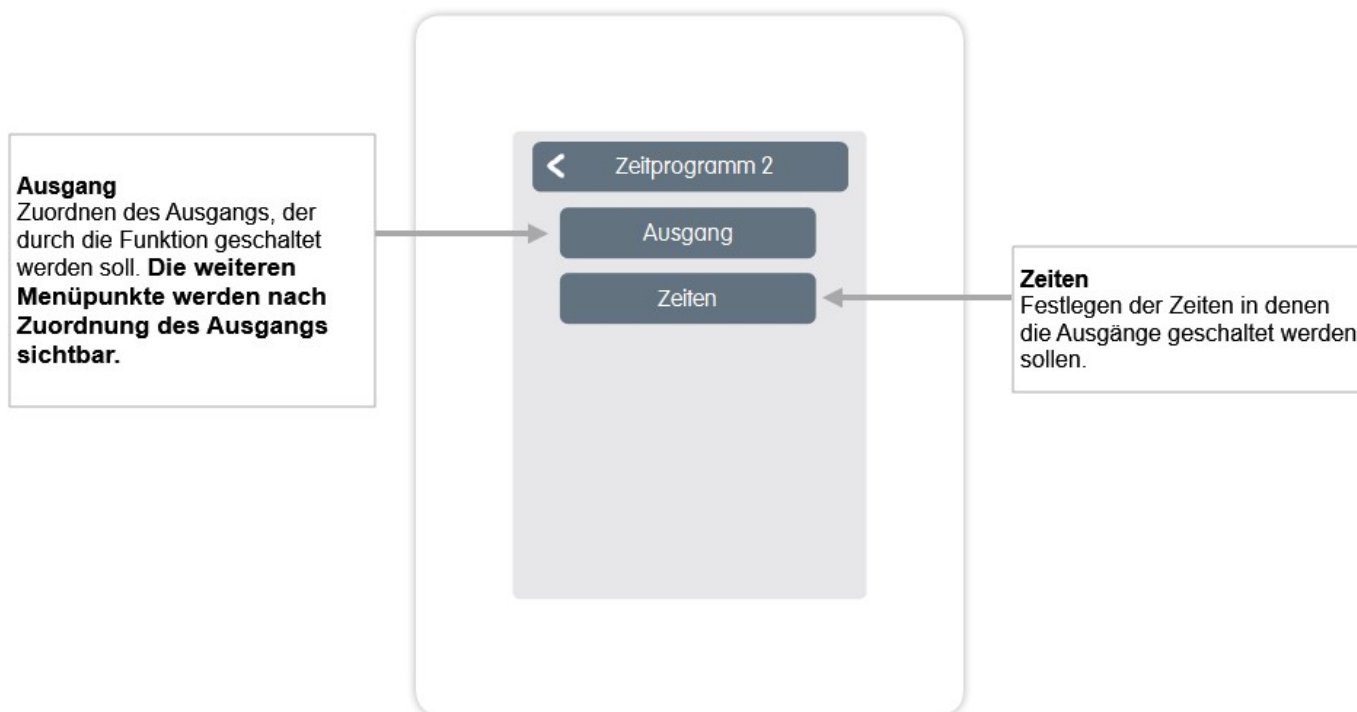 Ausgang
Zuordnen des Ausgangs, der
durch die Funktion geschaltet
werden soll. Die weiteren
Menüpunkte werden nach
Zuordnung des Ausgangs
sichtbar.
Zeitprogramm 2
Ausgang
Zeiten
Zeiten
Festlegen der Zeiten in denen
die Ausgänge geschaltet werden
sollen.